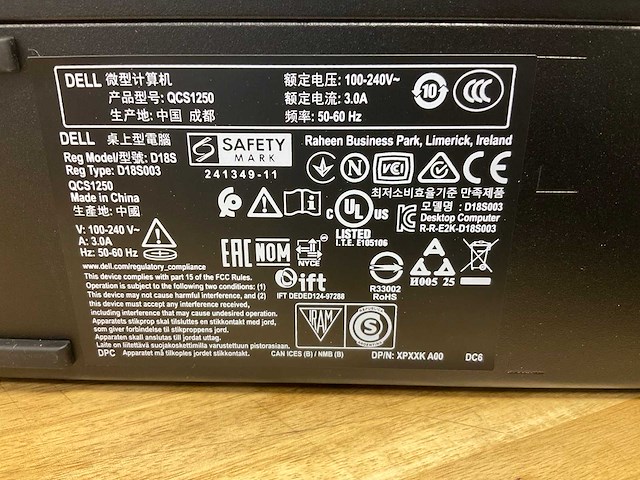 DELL 微型计算机
产品型号: QCS1250
生产地: 中国 成都
额定电压: 100-240V~
额定电流: 3.0A
频率: 50-60 Hz
10
CCC
DELL 桌上型電腦
Reg Model/型號: D18S
Reg Type: D18S003
QCS1250
Made in China
生產地: 中國
V: 100-240 V~
A: 3.0A
Hz: 50-60 Hz
S SAFETY
MARK
241349-11
Raheen Business Park, Limerick, Ireland
N
VCI
CE
최저소비효율기준 만족제품
모델명 : D18S003
Desktop Computer
R-R-E2K-D18S003
C UL US
LISTED
I.T.E. E105106
EAC NOM
NYCE
ift
IFT DEDED124-97288
R33002
RoHS
A
H005 25
www.dell.com/regulatory_compliance
This device complies with part 15 of the FCC Rules.
Operation is subject to the following two conditions: (1)
This device may not cause harmful interference, and (2)
this device must accept any interference received,
including interference that may cause undesired operation.
Apparatets stikprop skal tilsluttes en stikkontakt med jord,
som giver forbindelse til stikproppens jord.
Apparaten skall anslutas till jordat uttag.
Laite on liitettävä suojakoskettimilla varustettuun pistorasiaan.
DPC Apparatet må tilkoples jordet stikkontakt.
TRAM
S
CAN ICES (B) / NMB (B)
DP/N: XPXXK A00
DC6